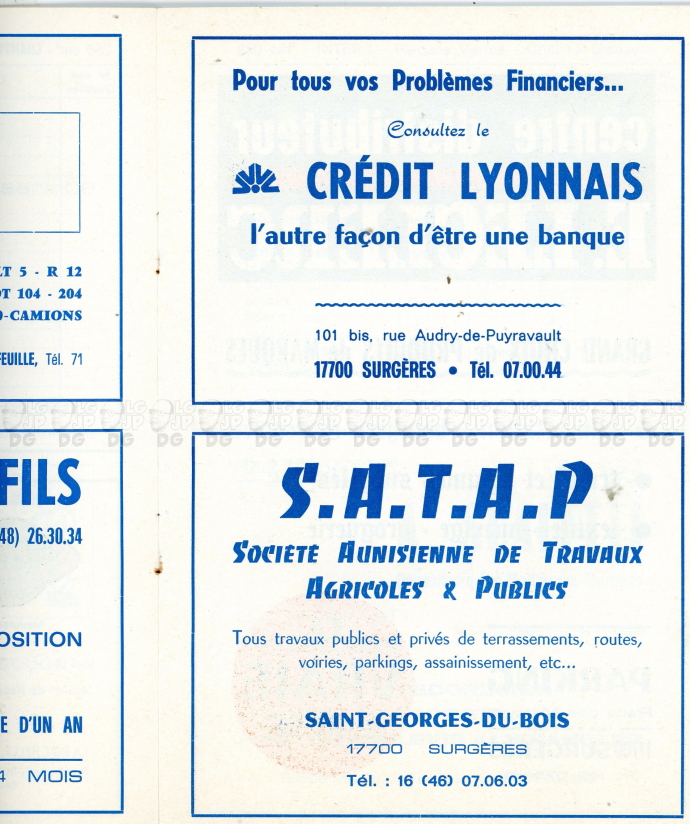 LT 5 - R 12
OT 104 - 204
-CAMIONS
FEUILLE, Tél. 71
FILS
48) 26.30.34
OSITION
E D'UN AN
4 MOIS
Pour tous vos Problèmes Financiers...
Consultez le
CRÉDIT LYONNAIS
l'autre façon d'être une banque
101 bis, rue Audry-de-Puyravault
17700 SURGÈRES • Tél. 07.00.44
S.A.T.A.P
SOCIÉTÉ AUNISIENNE DE TRAVAUX
AGRICOLES & PUBLICS
Tous travaux publics et privés de terrassements, routes,
voiries, parkings, assainissement, etc...
SAINT-GEORGES-DU-BOIS
17700 SURGÈRES
Tél. : 16 (46) 07.06.03